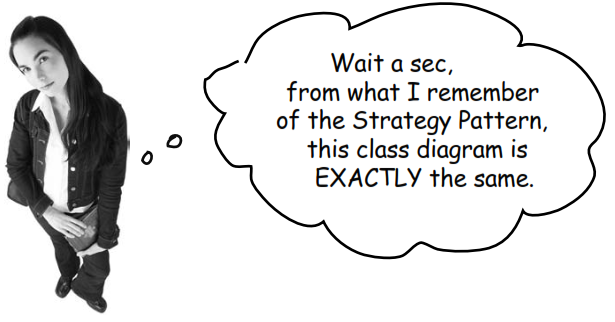 Wait a sec,
from what I remember
of the Strategy Pattern,
this class diagram is
EXACTLY the same.